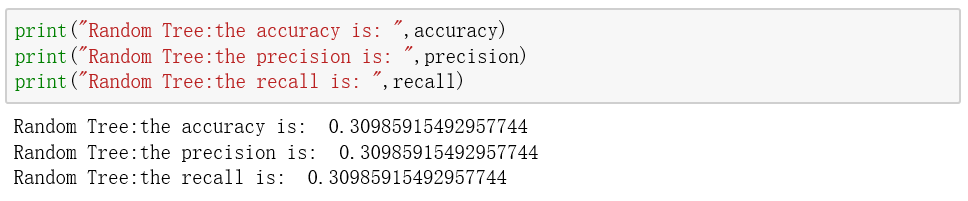 print("Random Tree:the accuracy is: ",accuracy)
print("Random Tree:the precision is: ",precision)
print("Random Tree:the recall is: ",recall)
Random Tree:the accuracy is:  0.30985915492957744
Random Tree:the precision is:  0.30985915492957744
Random Tree:the recall is:  0.30985915492957744